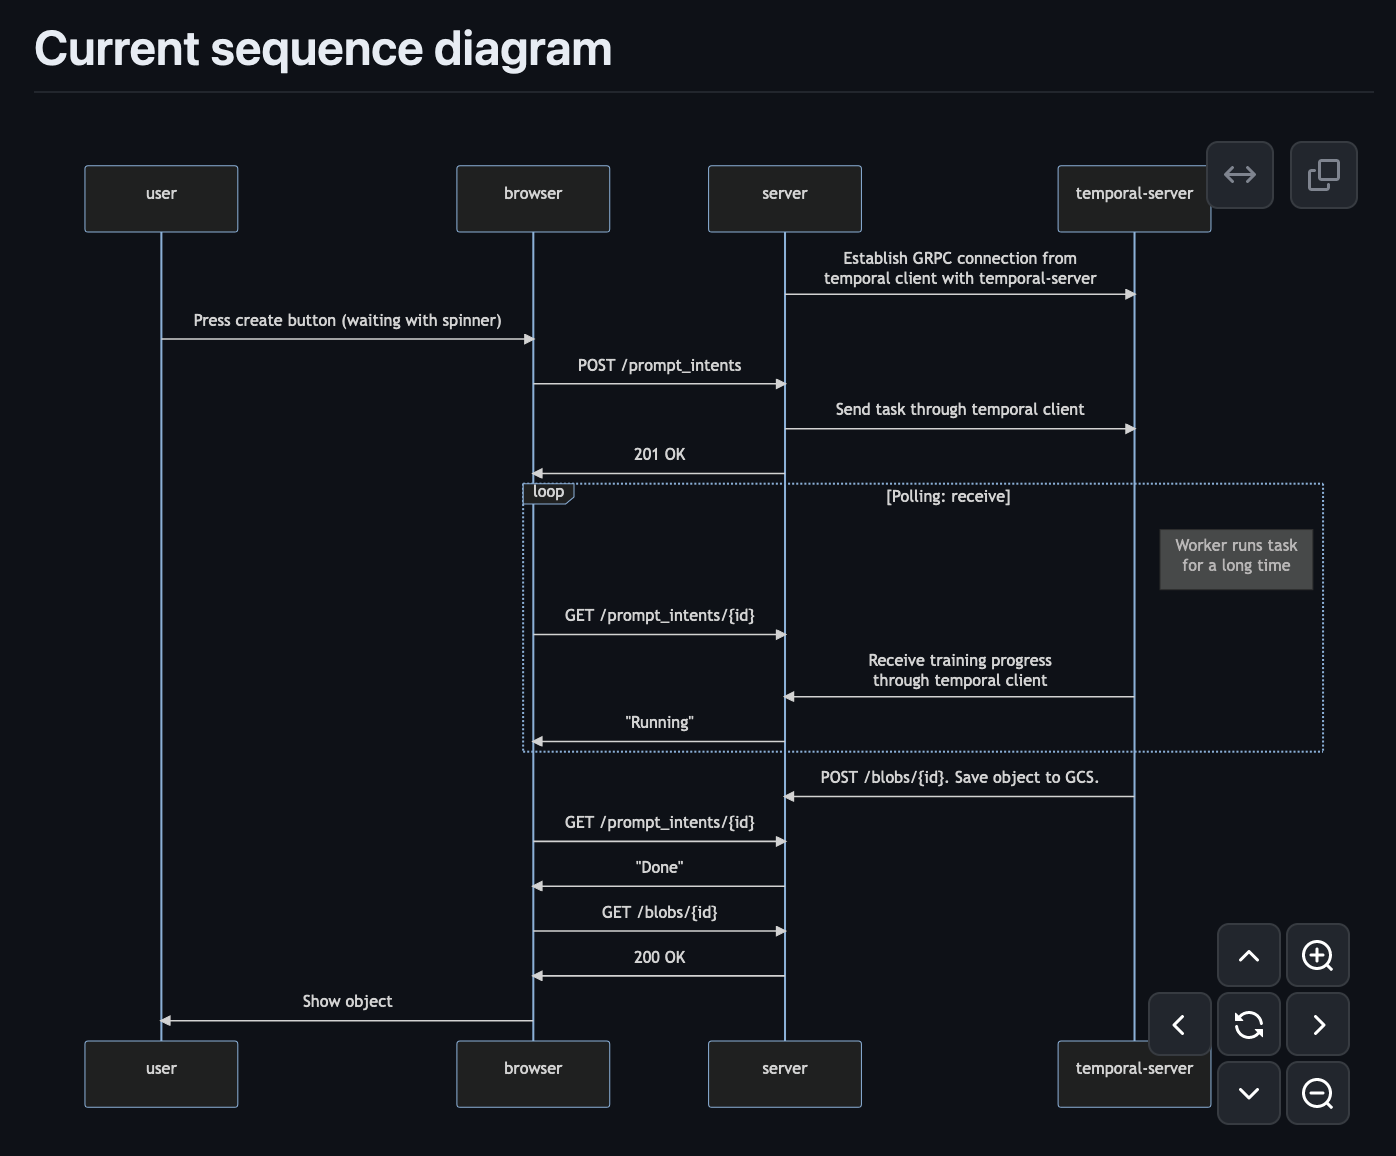 Current sequence diagram
user
browser
server
temporal-server
Establish GRPC connection from
temporal client with temporal-server
Press create button (waiting with spinner)
POST /prompt_intents
Send task through temporal client
201 OK
loop
[Polling: receive]
Worker runs task
for a long time
GET /prompt_intents/{id}
Receive training progress
through temporal client
"Running"
POST /blobs/{id}. Save object to GCS.
GET /prompt_intents/{id}
"Done"
GET /blobs/{id}
200 OK
Show object
user
browser
server
temporal-server